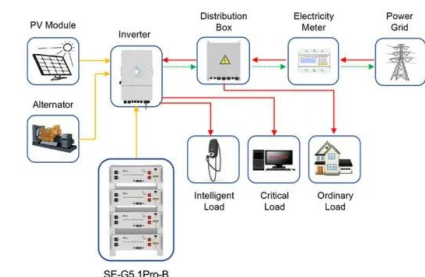 PV Module
Inverter
Distribution
Box
Electricity
Meter
Power
Grid
Alternator
Intelligent
Load
Critical
Load
Ordinary
Load
SE-G5.1Pro-B